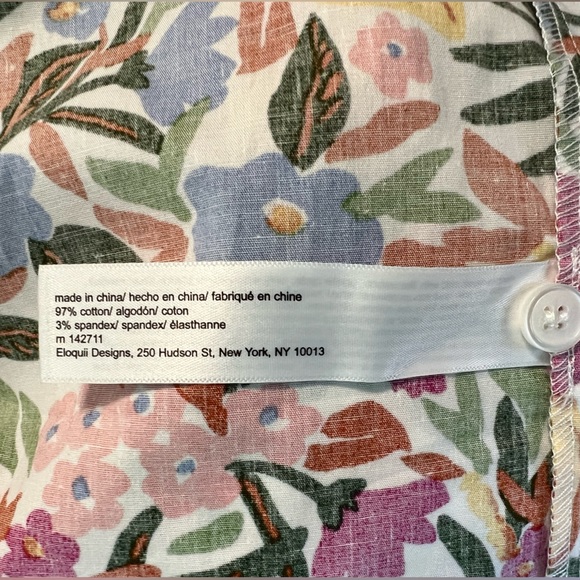 made in china/ hecho en china/ fabriqué en chine
97% cotton/ algodón/ coton
3% spandex/ spandex/ élasthanne
m 142711
Eloquii Designs, 250 Hudson St, New York, NY 10013